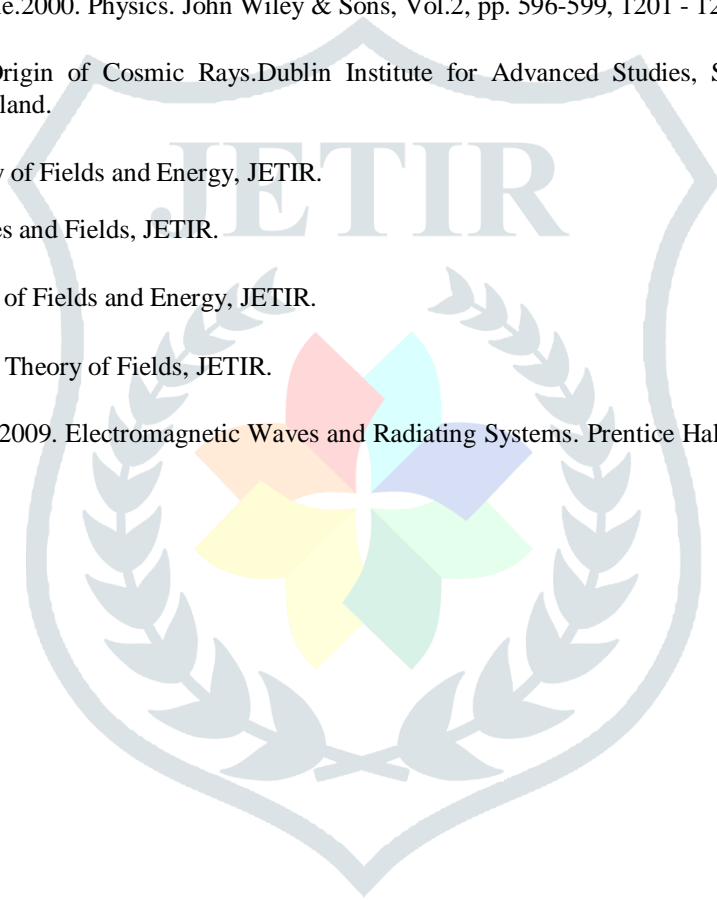 le.2000. Physics. John Wiley & Sons, Vol.2, pp. 596-599, 1201 - 12
Origin of Cosmic Rays.Dublin Institute for Advanced Studies, S
land.
JETIR
y of Fields and Energy, JETIR.
es and Fields, JETIR.
of Fields and Energy, JETIR.
Theory of Fields, JETIR.
2009. Electromagnetic Waves and Radiating Systems. Prentice Hal